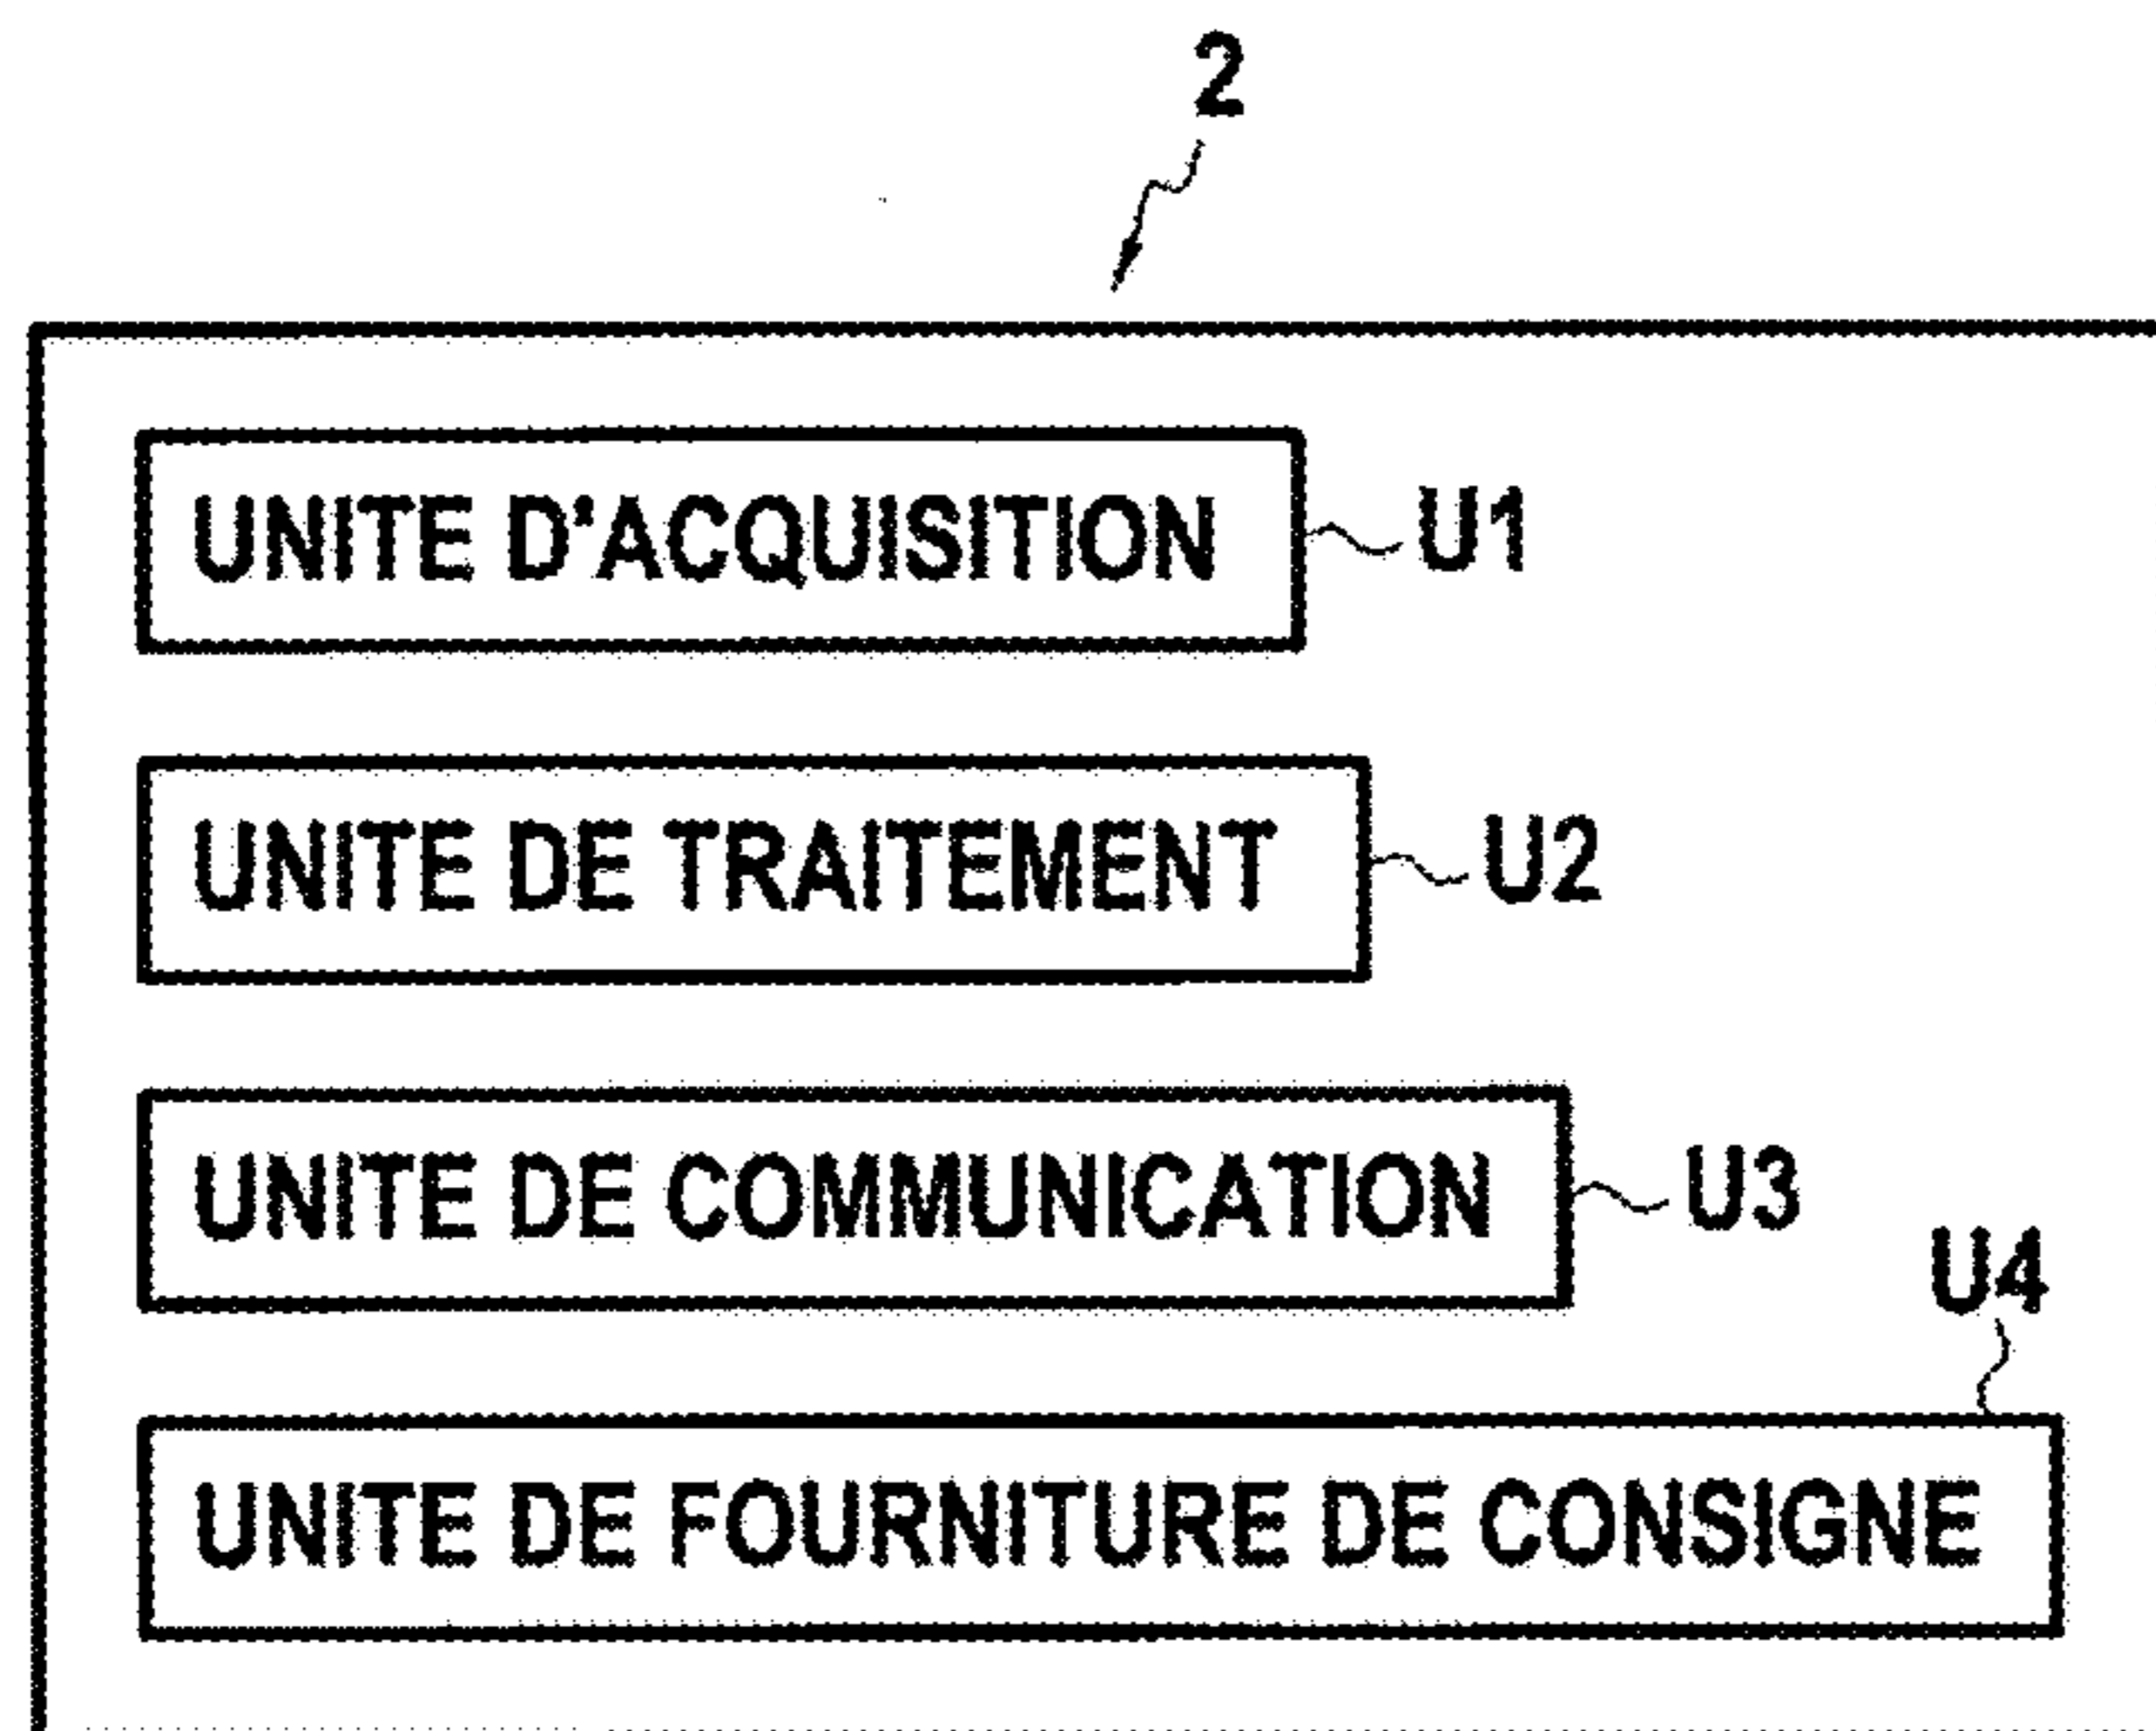 2
UNITE D'ACQUISITION U1
UNITE DE TRAITEMENT U2
UNITE DE COMMUNICATION U3
U4
UNITE DE FOURNITURE DE CONSIGNE